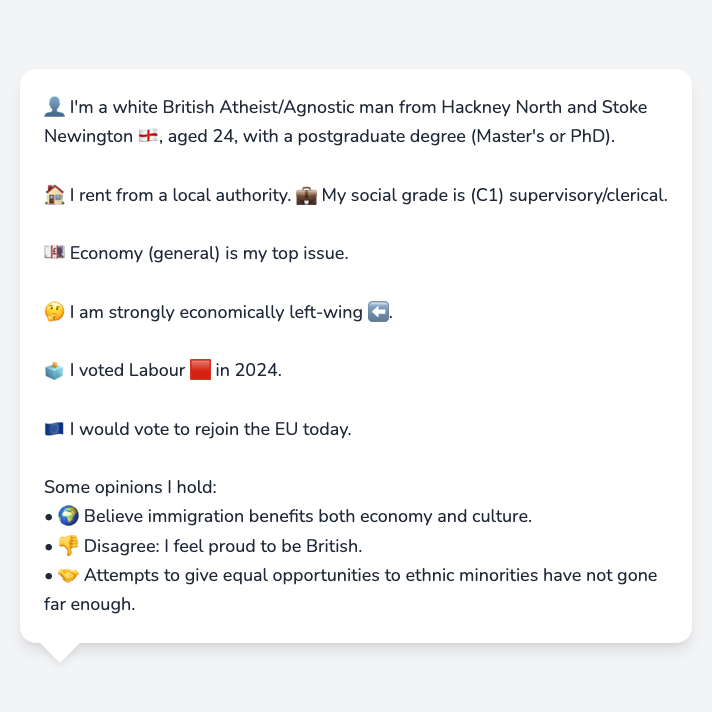 👤 I'm a white British Atheist/Agnostic man from Hackney North and Stoke
Newington 🏴󠁧󠁢󠁥󠁮󠁧󠁿, aged 24, with a postgraduate degree (Master's or PhD).
🏠 I rent from a local authority. 💼 My social grade is (C1) supervisory/clerical.
💷 Economy (general) is my top issue.
🤔 I am strongly economically left-wing ⬅️.
🗳️ I voted Labour 🟥 in 2024.
🇪🇺 I would vote to rejoin the EU today.
Some opinions I hold:
• 🌍 Believe immigration benefits both economy and culture.
• 👎 Disagree: I feel proud to be British.
• 🤝 Attempts to give equal opportunities to ethnic minorities have not gone
far enough.